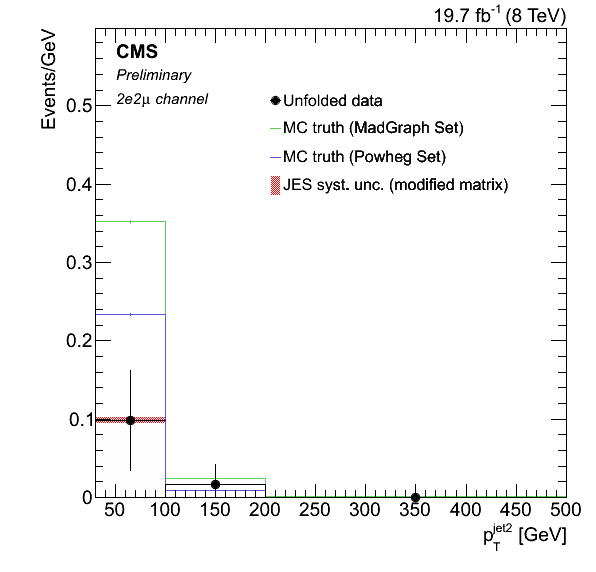 19.7 fb⁻¹ (8 TeV)
Events/GeV
CMS
Preliminary
2e2μ channel
Unfolded data
MC truth (MadGraph Set)
MC truth (Powheg Set)
JES syst. unc. (modified matrix)
0.5
0.4
0.3
0.2
0.1
0
50 100 150 200 250 300 350 400 450 500
p_T^jet2 [GeV]